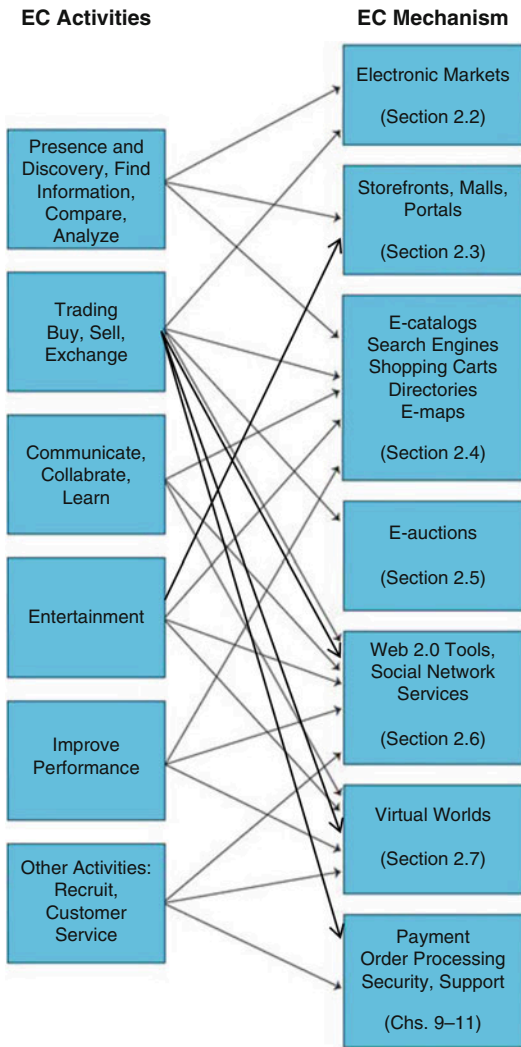 EC Activities
EC Mechanism
Presence and
Discovery, Find
Information,
Compare,
Analyze
Trading
Buy, Sell,
Exchange
Communicate,
Collabrate,
Learn
Entertainment
Improve
Performance
Other Activities:
Recruit,
Customer
Service
Electronic Markets
(Section 2.2)
Storefronts, Malls,
Portals
(Section 2.3)
E-catalogs
Search Engines
Shopping Carts
Directories
E-maps
(Section 2.4)
E-auctions
(Section 2.5)
Web 2.0 Tools,
Social Network
Services
(Section 2.6)
Virtual Worlds
(Section 2.7)
Payment
Order Processing
Security, Support
(Chs. 9–11)